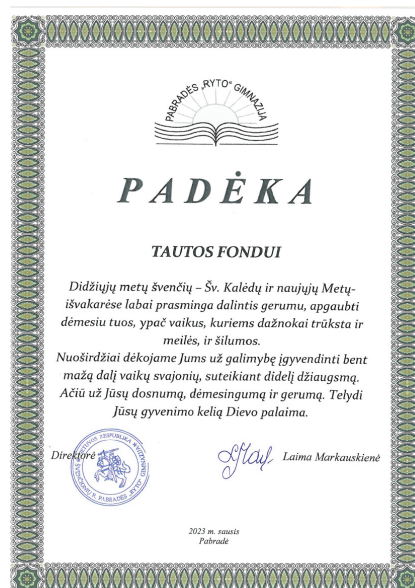 PABRADĖS „RYTO“ GIMNAZIJA
PADĖKA
TAUTOS FONDUI
Didžiųjų metų švenčių – Šv. Kalėdų ir naujųjų Metų-
išvakarėse labai prasminga dalintis gerumu, apgaubti
dėmesiu tuos, ypač vaikus, kuriems dažnokai trūksta ir
meilės, ir šilumos.
Nuoširdžiai dėkojame Jums už galimybę įgyvendinti bent
mažą dalį vaikų svajonių, suteikiant didelį džiaugsmą.
Ačiū už Jūsų dosnumą, dėmesingumą ir gerumą. Telydi
Jūsų gyvenimo kelią Dievo palaima.
Direktorė Laima Markauskienė
2023 m. sausis
Pabradė